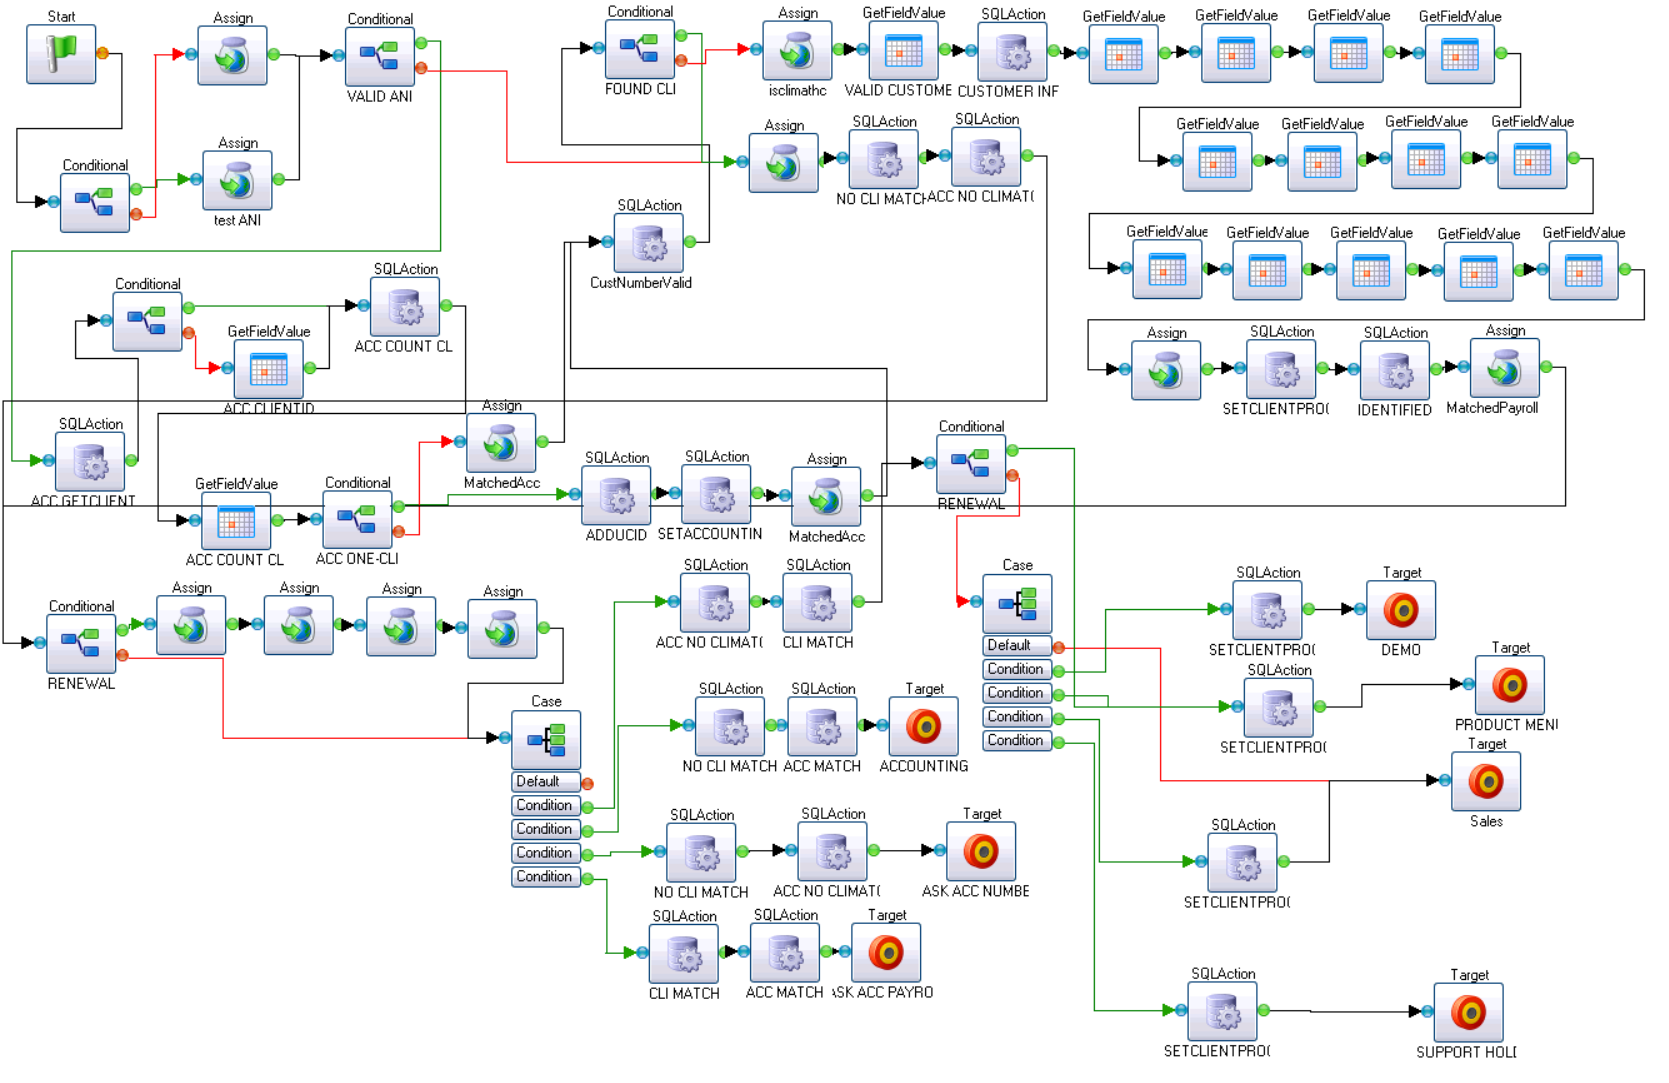 Start
Assign
Conditional
VALID ANI
Conditional
FOUND CLI
Assign
isclimathc
GetFieldValue
VALID CUSTOME
SQLAction
CUSTOMER INF
GetFieldValue
GetFieldValue
GetFieldValue
GetFieldValue
Conditional
Assign
test ANI
Assign
SQLAction
NO CLI MATCH
SQLAction
ACC NO CLIMAT(
GetFieldValue
GetFieldValue
GetFieldValue
GetFieldValue
SQLAction
CustNumberValid
GetFieldValue
GetFieldValue
GetFieldValue
GetFieldValue
GetFieldValue
Conditional
GetFieldValue
ACC CLIENTID
SQLAction
ACC COUNT CL
Assign
SQLAction
SETCLIENTPRO(
SQLAction
IDENTIFIED
Assign
MatchedPayroll
SQLAction
ACC GETCLIENT
GetFieldValue
ACC COUNT CL
Conditional
ACC ONE-CLI
Assign
MatchedAcc
SQLAction
ADDUCID
SQLAction
SETACCOUNTIN
Assign
MatchedAcc
Conditional
RENEWAL
Conditional
RENEWAL
Assign
Assign
Assign
Assign
Case
Default
Condition
Condition
Condition
Condition
SQLAction
ACC NO CLIMAT(
SQLAction
CLI MATCH
SQLAction
NO CLI MATCH
SQLAction
ACC MATCH
Target
ACCOUNTING
SQLAction
NO CLI MATCH
SQLAction
ACC NO CLIMAT(
Target
ASK ACC NUMBE
SQLAction
CLI MATCH
SQLAction
ACC MATCH
Target
ASK ACC PAYRO
Case
Default
Condition
Condition
Condition
Condition
SQLAction
SETCLIENTPRO(
Target
DEMO
SQLAction
SETCLIENTPRO(
Target
PRODUCT MENU
Target
Sales
SQLAction
SETCLIENTPRO(
SQLAction
SETCLIENTPRO(
Target
SUPPORT HOLD